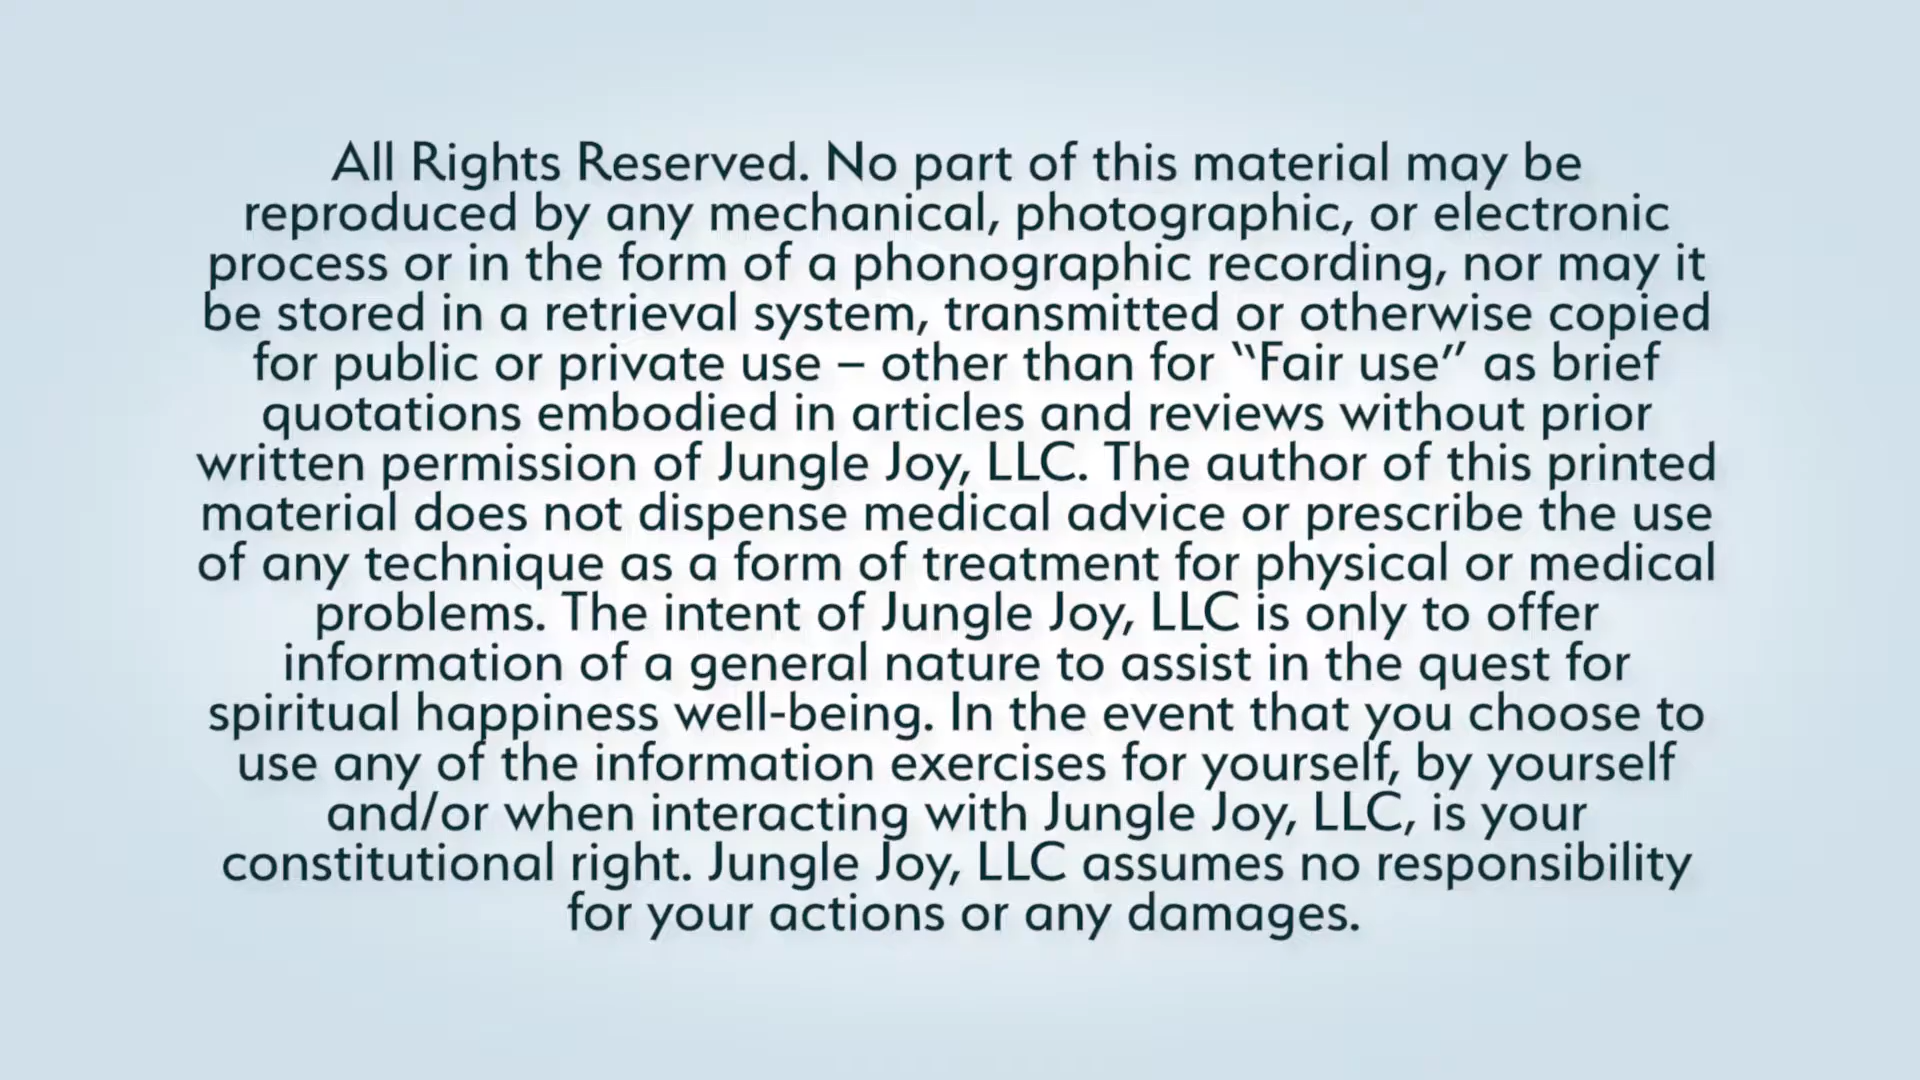 All Rights Reserved. No part of this material may be
reproduced by any mechanical, photographic, or electronic
process or in the form of a phonographic recording, nor may it
be stored in a retrieval system, transmitted or otherwise copied
for public or private use – other than for “Fair use” as brief
quotations embodied in articles and reviews without prior
written permission of Jungle Joy, LLC. The author of this printed
material does not dispense medical advice or prescribe the use
of any technique as a form of treatment for physical or medical
problems. The intent of Jungle Joy, LLC is only to offer
information of a general nature to assist in the quest for
spiritual happiness well-being. In the event that you choose to
use any of the information exercises for yourself, by yourself
and/or when interacting with Jungle Joy, LLC, is your
constitutional right. Jungle Joy, LLC assumes no responsibility
for your actions or any damages.